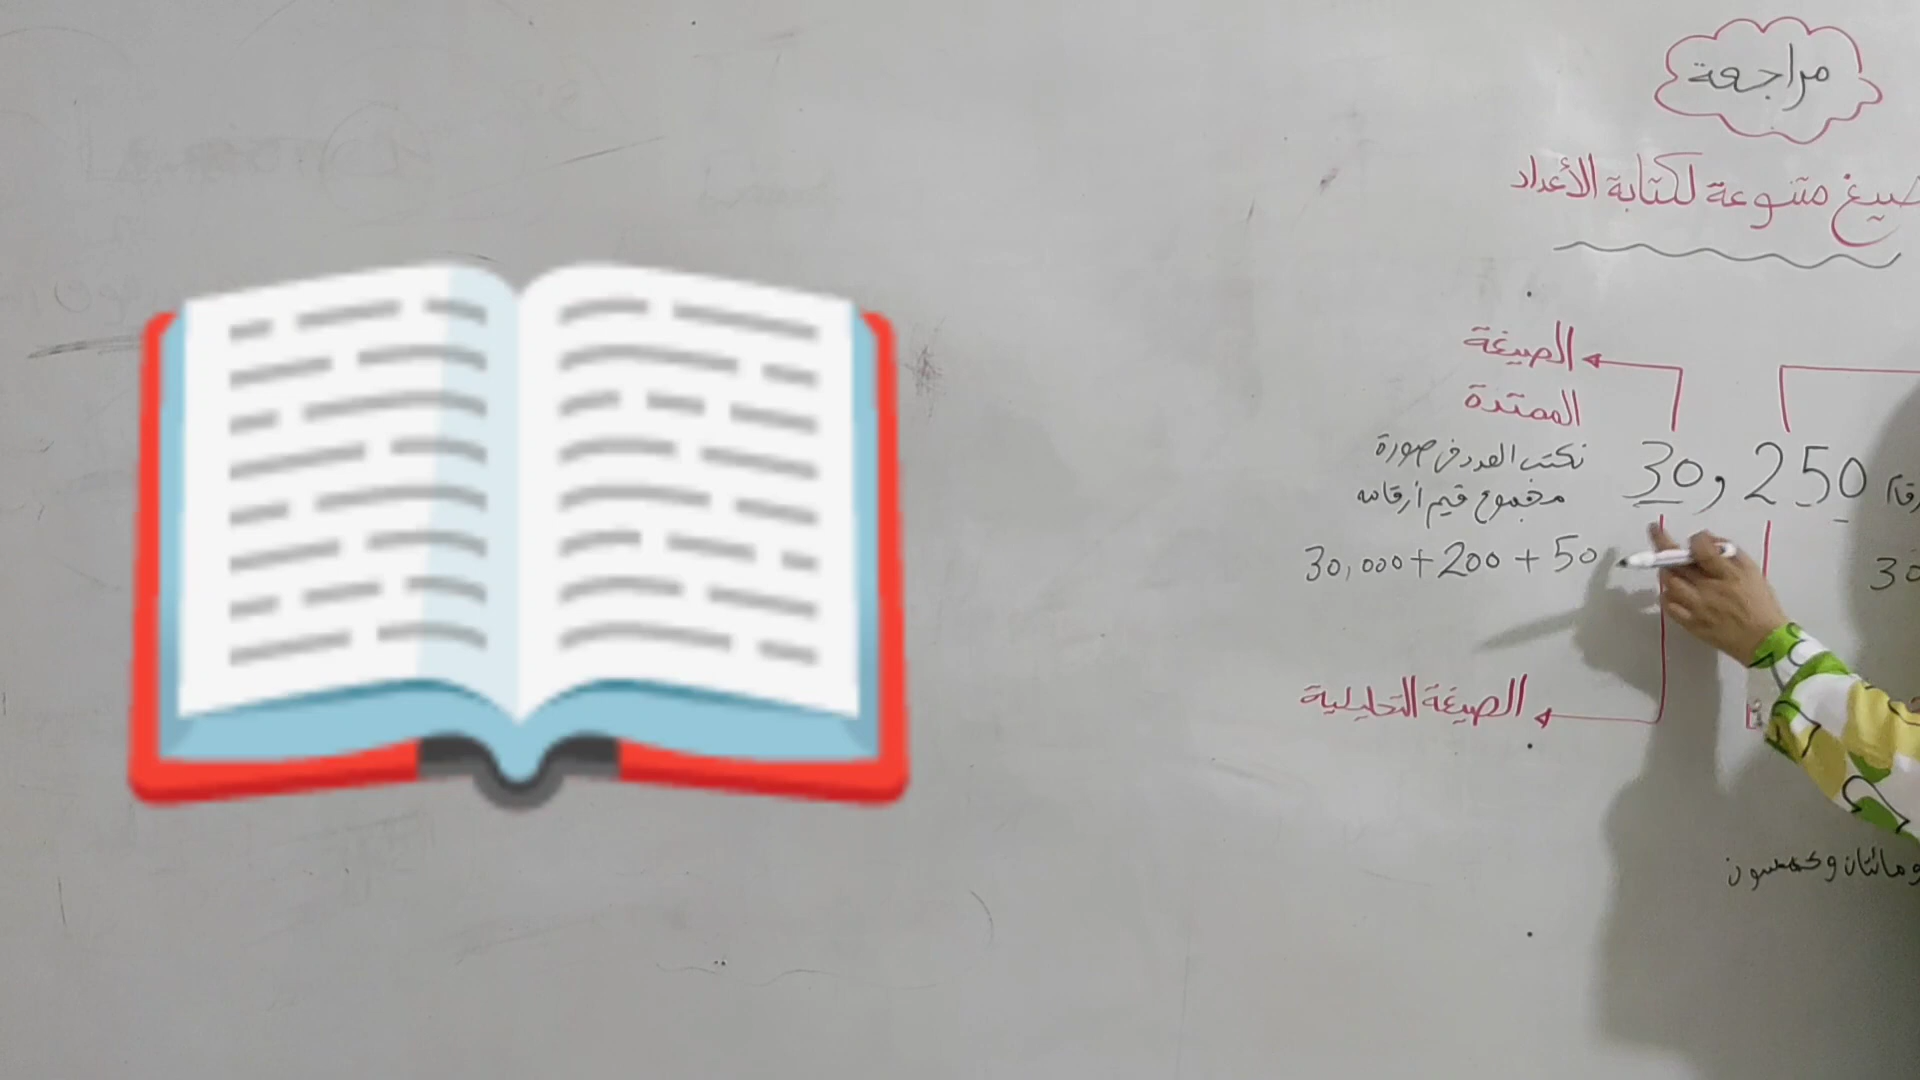 مراجعة
صيغ متنوعة لكتابة الأعداد
الصيغة
الممتدة
30,250
نكتب العدد في صورة
مجموع قيم أرقامه
30,000+200+50
الصيغة التحليلية
ومائتان وخمسون